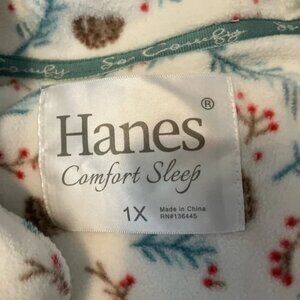 So Comfy
Hanes®
Comfort Sleep
1X
Made in China
RN#136445